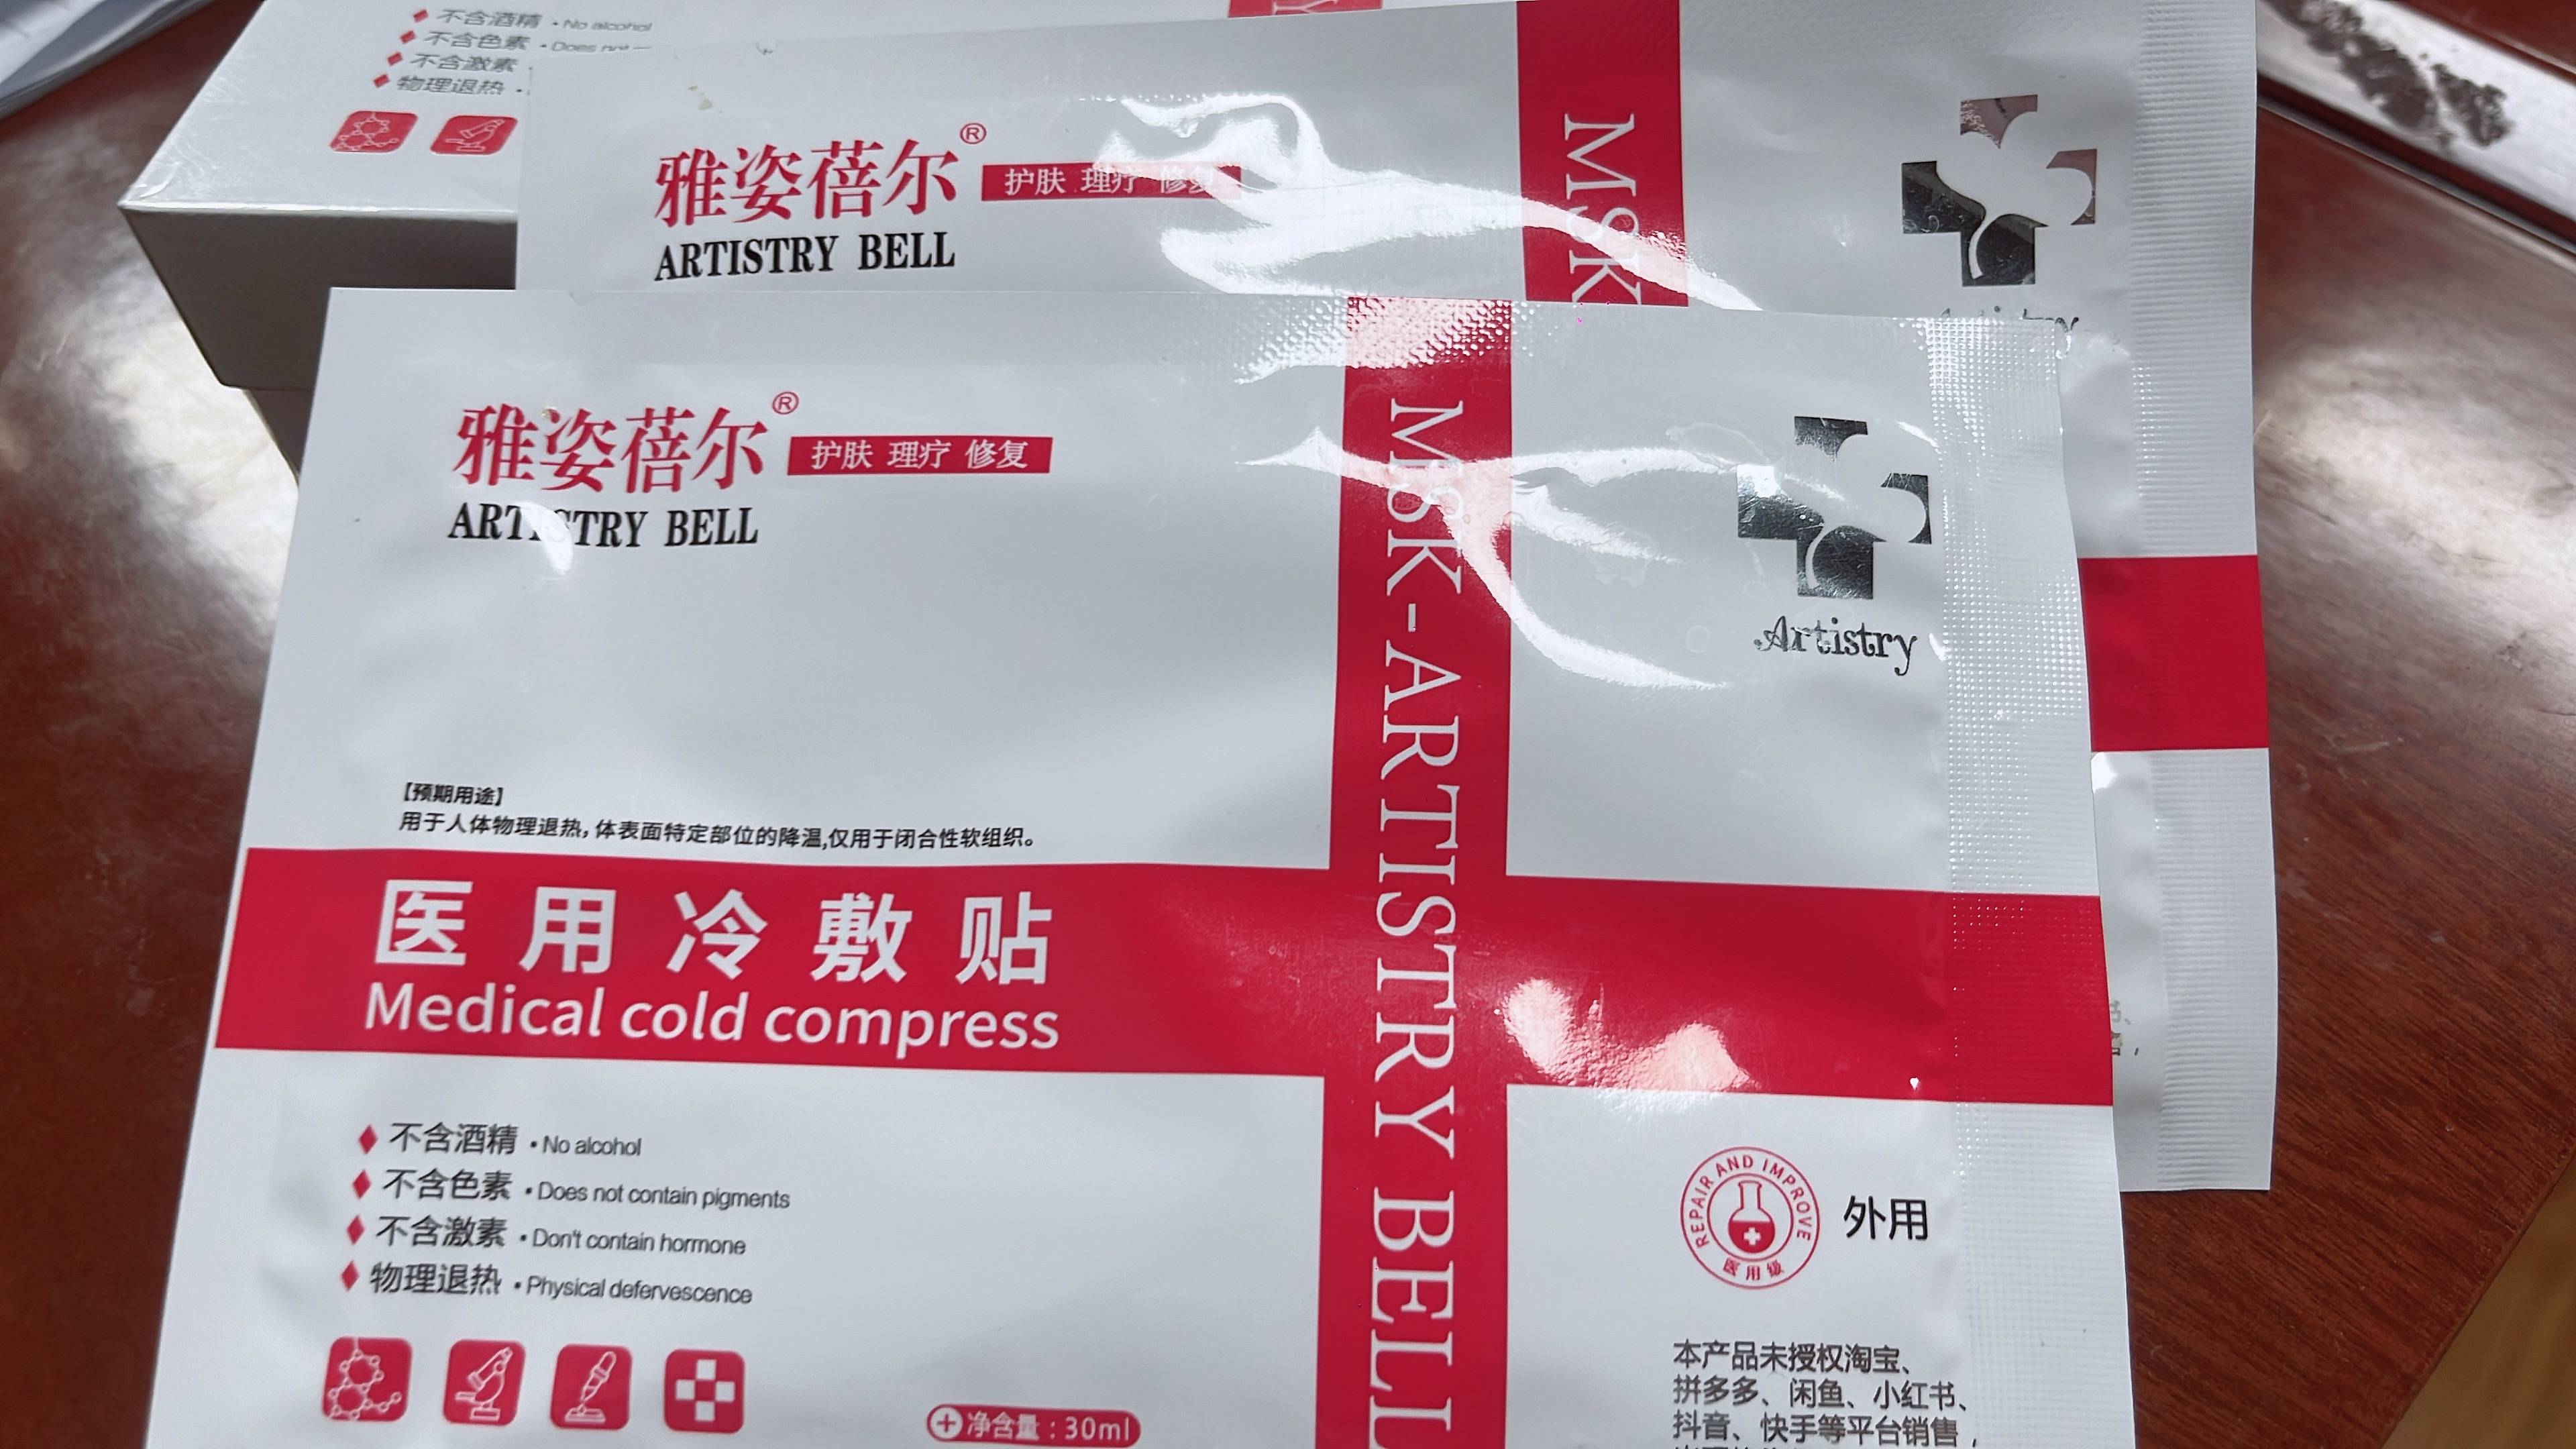 不含酒精 · No alcohol
不含色素 · Does not
不含激素 ·
物理退热 ·
雅姿蓓尔®
护肤 理疗 修复
ARTISTRY BELL
MSK
雅姿蓓尔®
护肤 理疗 修复
ARTISTRY BELL
MSK-ARTISTRY BELL
Artistry
【预期用途】
用于人体物理退热,体表面特定部位的降温,仅用于闭合性软组织。
医用冷敷贴
Medical cold compress
不含酒精 · No alcohol
不含色素 · Does not contain pigments
不含激素 · Don't contain hormone
物理退热 · Physical defervescence
净含量:30ml
REPAIR AND IMPROVE
医用级
外用
本产品未授权淘宝、
拼多多、闲鱼、小红书、
抖音、快手等平台销售,